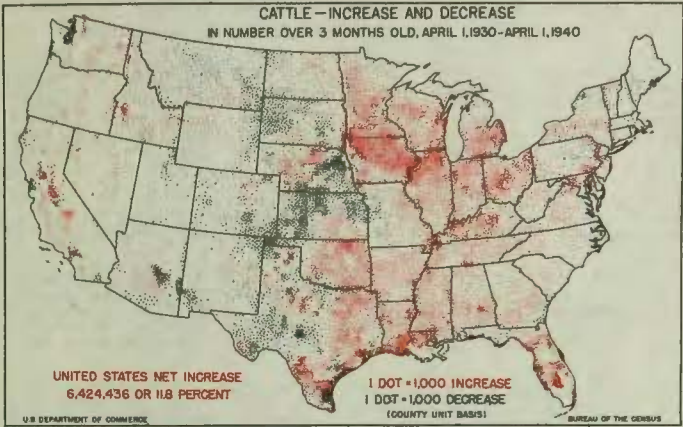 CATTLE — INCREASE AND DECREASE
IN NUMBER OVER 3 MONTHS OLD, APRIL 1, 1930-APRIL 1, 1940
UNITED STATES NET INCREASE
6,424,436 OR 11.8 PERCENT
1 DOT = 1,000 INCREASE
1 DOT = 1,000 DECREASE
(COUNTY UNIT BASIS)
U.S DEPARTMENT OF COMMERCE
BUREAU OF THE CENSUS